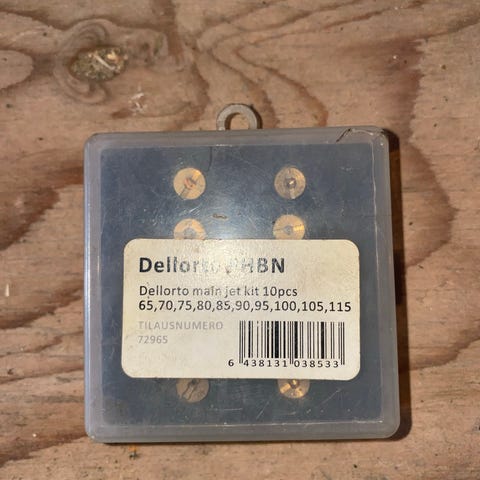 Dellorto PHBN
Dellorto main jet kit 10pcs
65,70,75,80,85,90,95,100,105,115
TILAUSNUMERO
72965
6 438131 038533